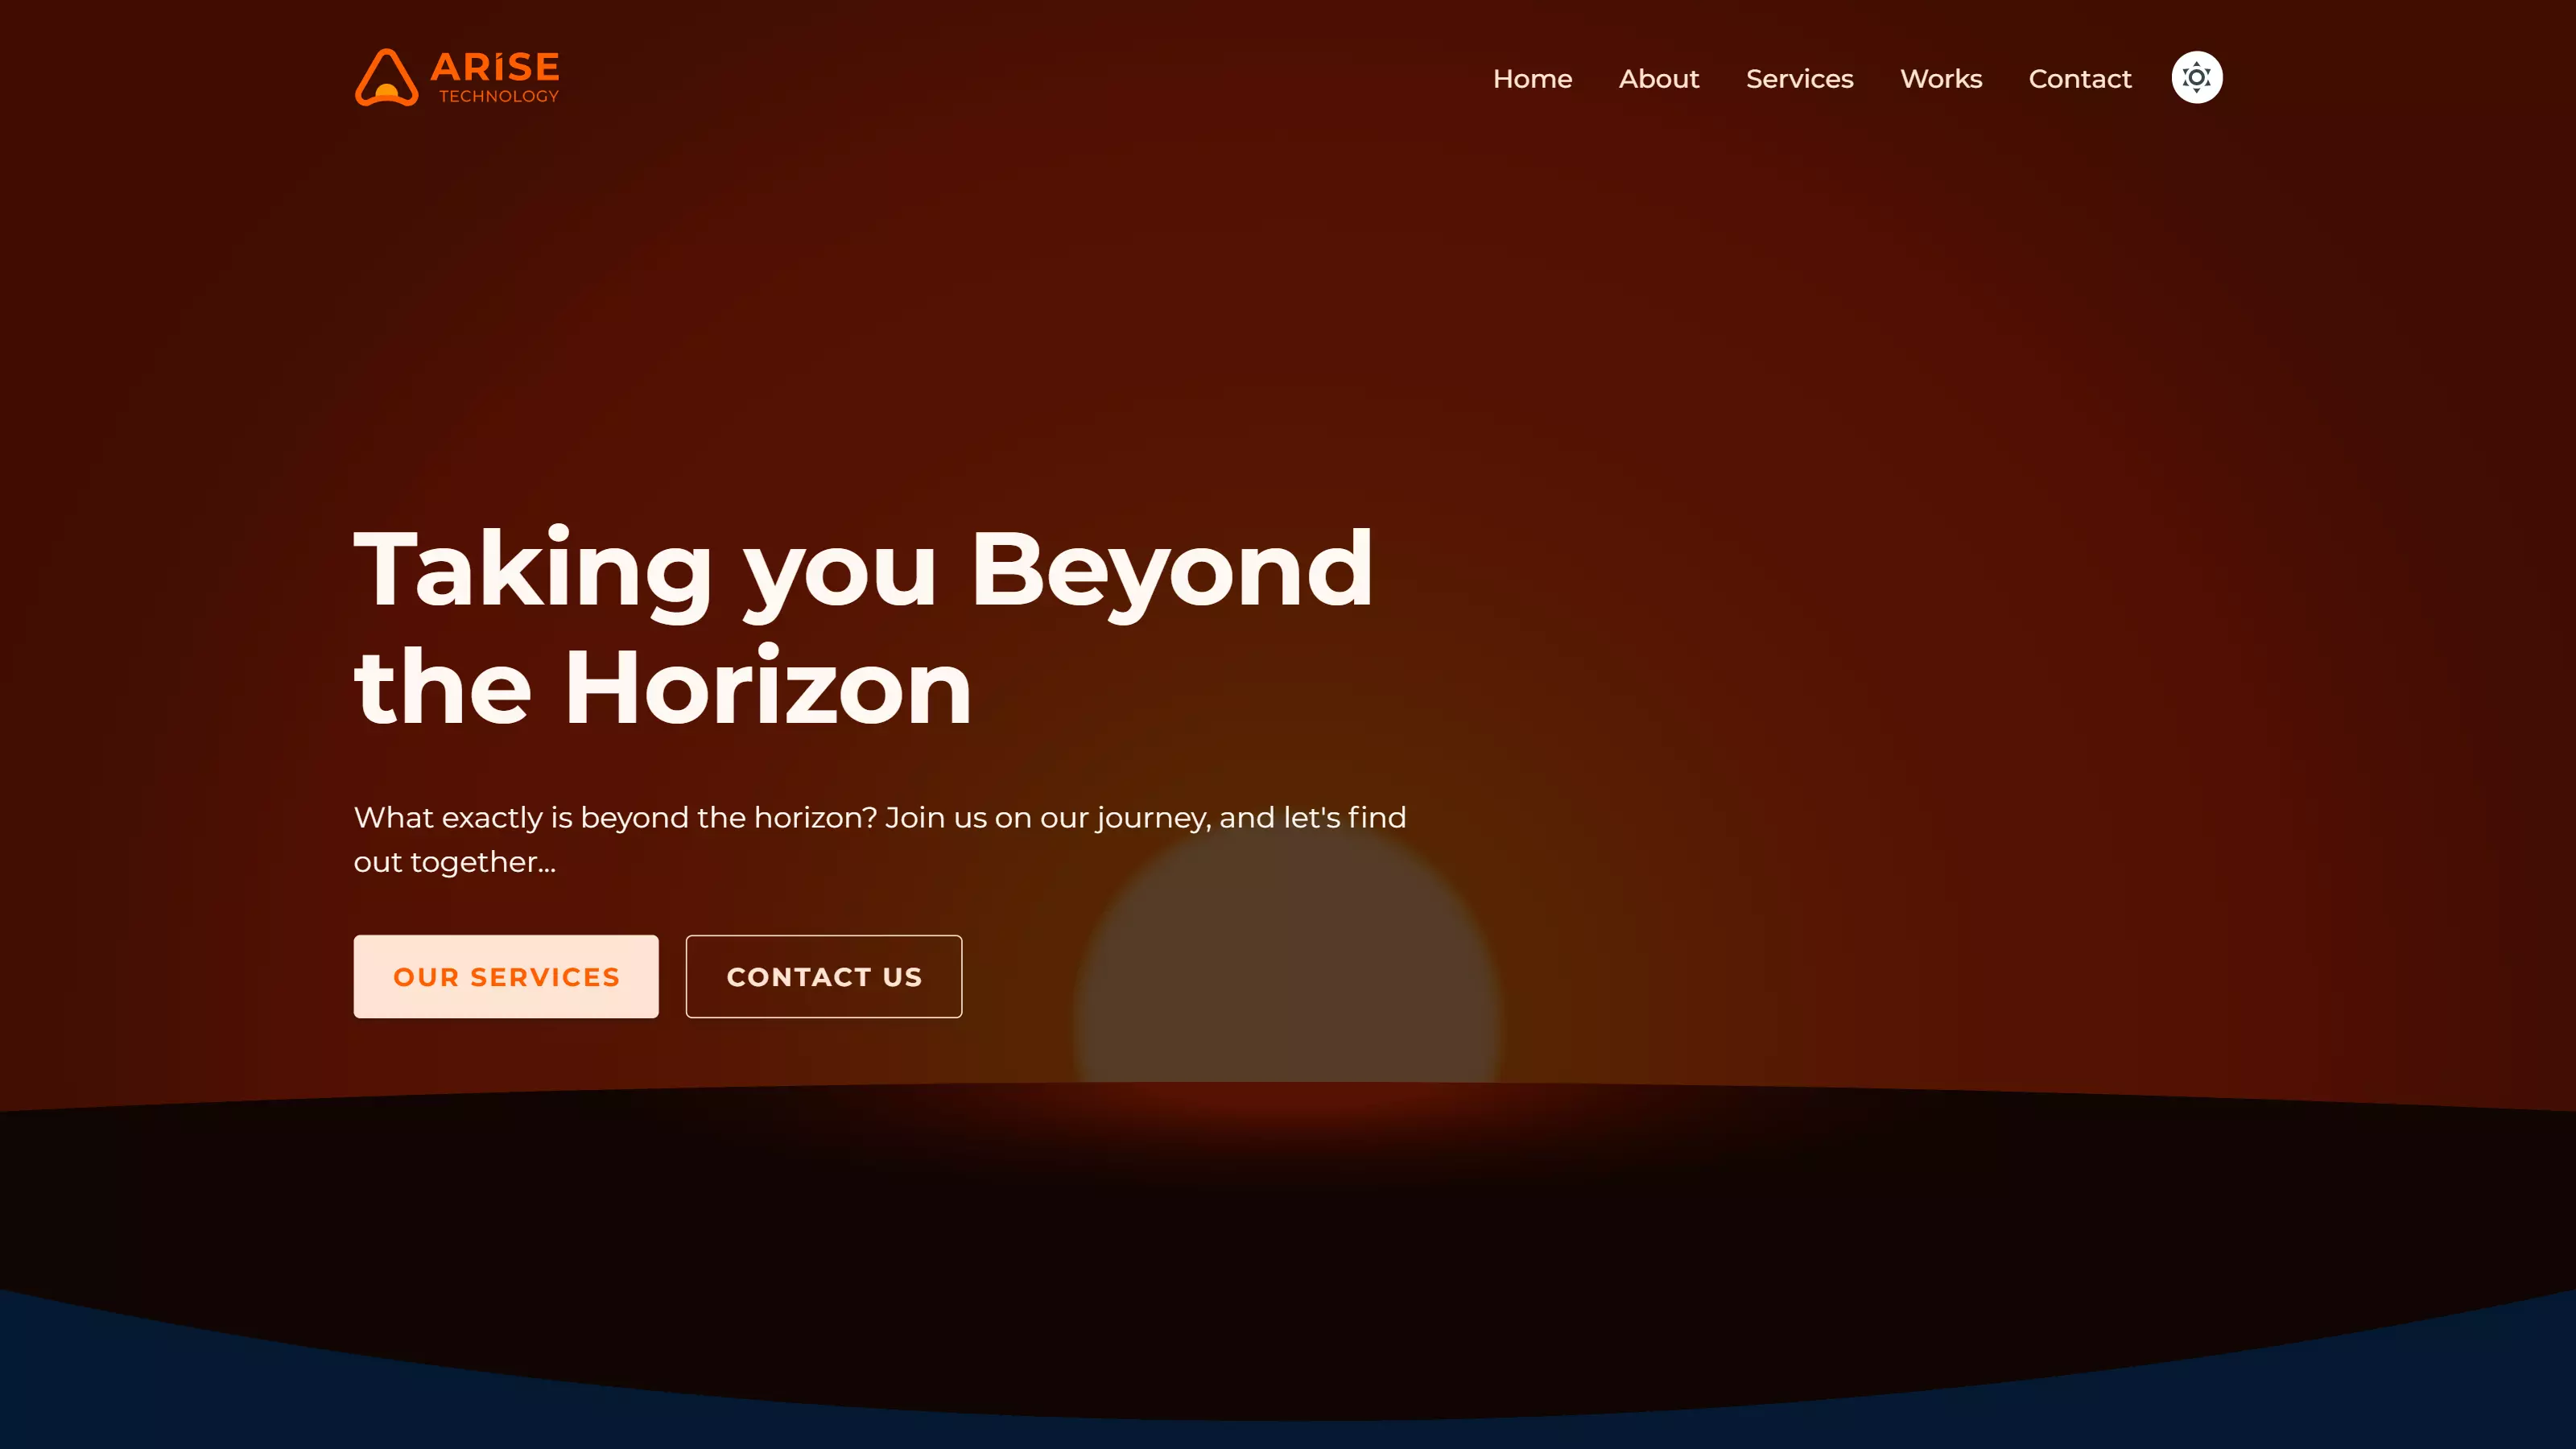 ARiSE
TECHNOLOGY
Home
About
Services
Works
Contact
Taking you Beyond
the Horizon
What exactly is beyond the horizon? Join us on our journey, and let's find
out together...
OUR SERVICES
CONTACT US